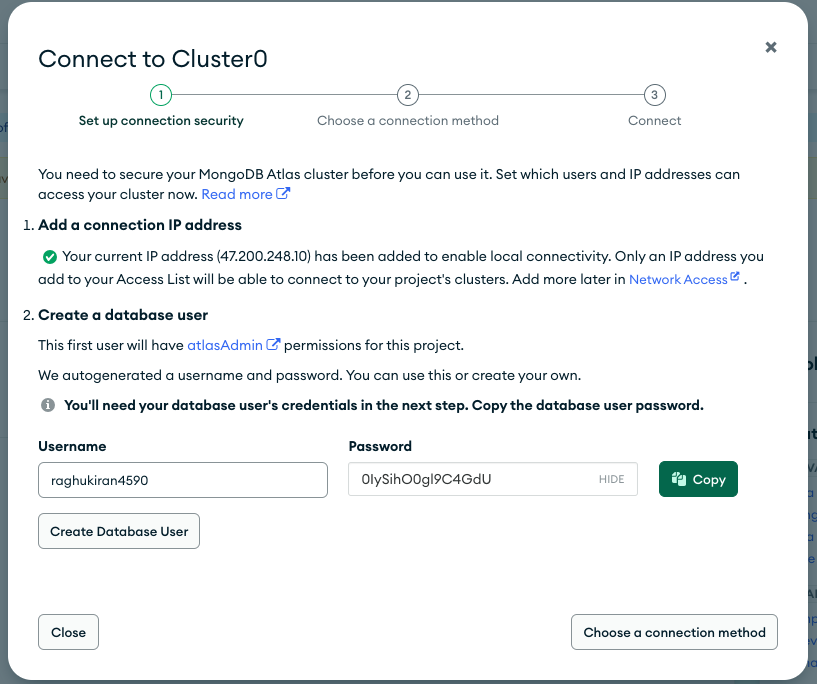 Connect to Cluster0
1
2
3
Set up connection security
Choose a connection method
Connect
You need to secure your MongoDB Atlas cluster before you can use it. Set which users and IP addresses can
access your cluster now. Read more
1. Add a connection IP address
Your current IP address (47.200.248.10) has been added to enable local connectivity. Only an IP address you
add to your Access List will be able to connect to your project's clusters. Add more later in Network Access .
2. Create a database user
This first user will have atlasAdmin permissions for this project.
We autogenerated a username and password. You can use this or create your own.
You'll need your database user's credentials in the next step. Copy the database user password.
Username
Password
raghukiran4590
0IySihO0gl9C4GdU
HIDE
Copy
Create Database User
Close
Choose a connection method